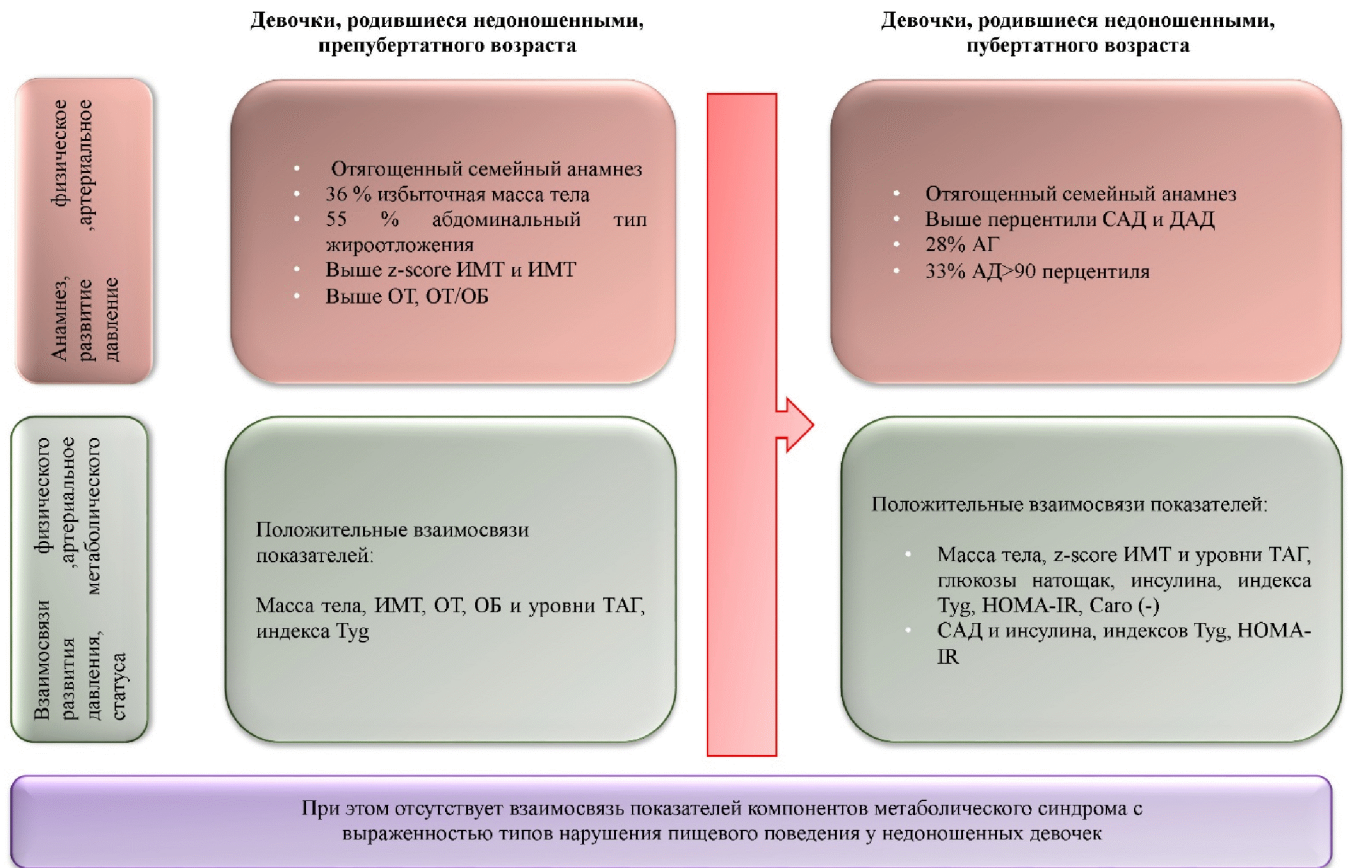 Девочки, родившиеся недоношенными,
препубертатного возраста
Девочки, родившиеся недоношенными,
пубертатного возраста
Анамнез, физическое
развитие ,артериальное
давление
• Отягощенный семейный анамнез
• 36 % избыточная масса тела
• 55 % абдоминальный тип
жироотложения
• Выше z-score ИМТ и ИМТ
• Выше ОТ, ОТ/ОБ
• Отягощенный семейный анамнез
• Выше перцентили САД и ДАД
• 28% АГ
• 33% АД>90 перцентиля
Взаимосвязи физического
развития ,артериальное
давления, метаболического
статуса
Положительные взаимосвязи
показателей:
Масса тела, ИМТ, ОТ, ОБ и уровни ТАГ,
индекса Tyg
Положительные взаимосвязи показателей:
• Масса тела, z-score ИМТ и уровни ТАГ,
глюкозы натощак, инсулина, индекса
Tyg, HOMA-IR, Caro (-)
• САД и инсулина, индексов Tyg, HOMA-
IR
При этом отсутствует взаимосвязь показателей компонентов метаболического синдрома с
выраженностью типов нарушения пищевого поведения у недоношенных девочек